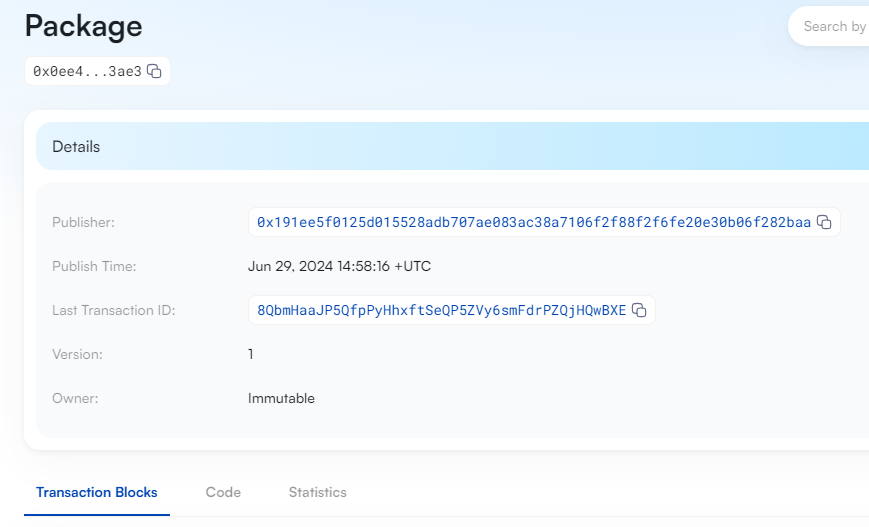 Package
Search by
0x0ee4...3ae3
Details
Publisher: 0x191ee5f0125d015528adb707ae083ac38a7106f2f88f2f6fe20e30b06f282baa
Publish Time: Jun 29, 2024 14:58:16 +UTC
Last Transaction ID: 8QbmHaaJP5QfpPyHhxftSeQP5ZVy6smFdrPZQjHQwBXE
Version: 1
Owner: Immutable
Transaction Blocks Code Statistics